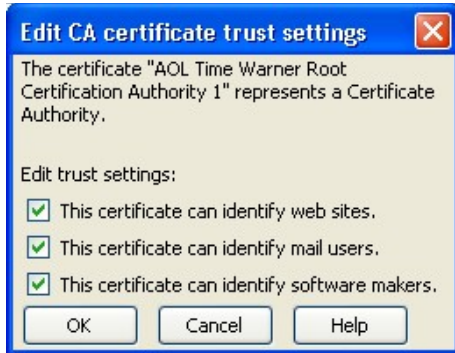 Edit CA certificate trust settings
The certificate "AOL Time Warner Root
Certification Authority 1" represents a Certificate
Authority.
Edit trust settings:
This certificate can identify web sites.
This certificate can identify mail users.
This certificate can identify software makers.
OK Cancel Help